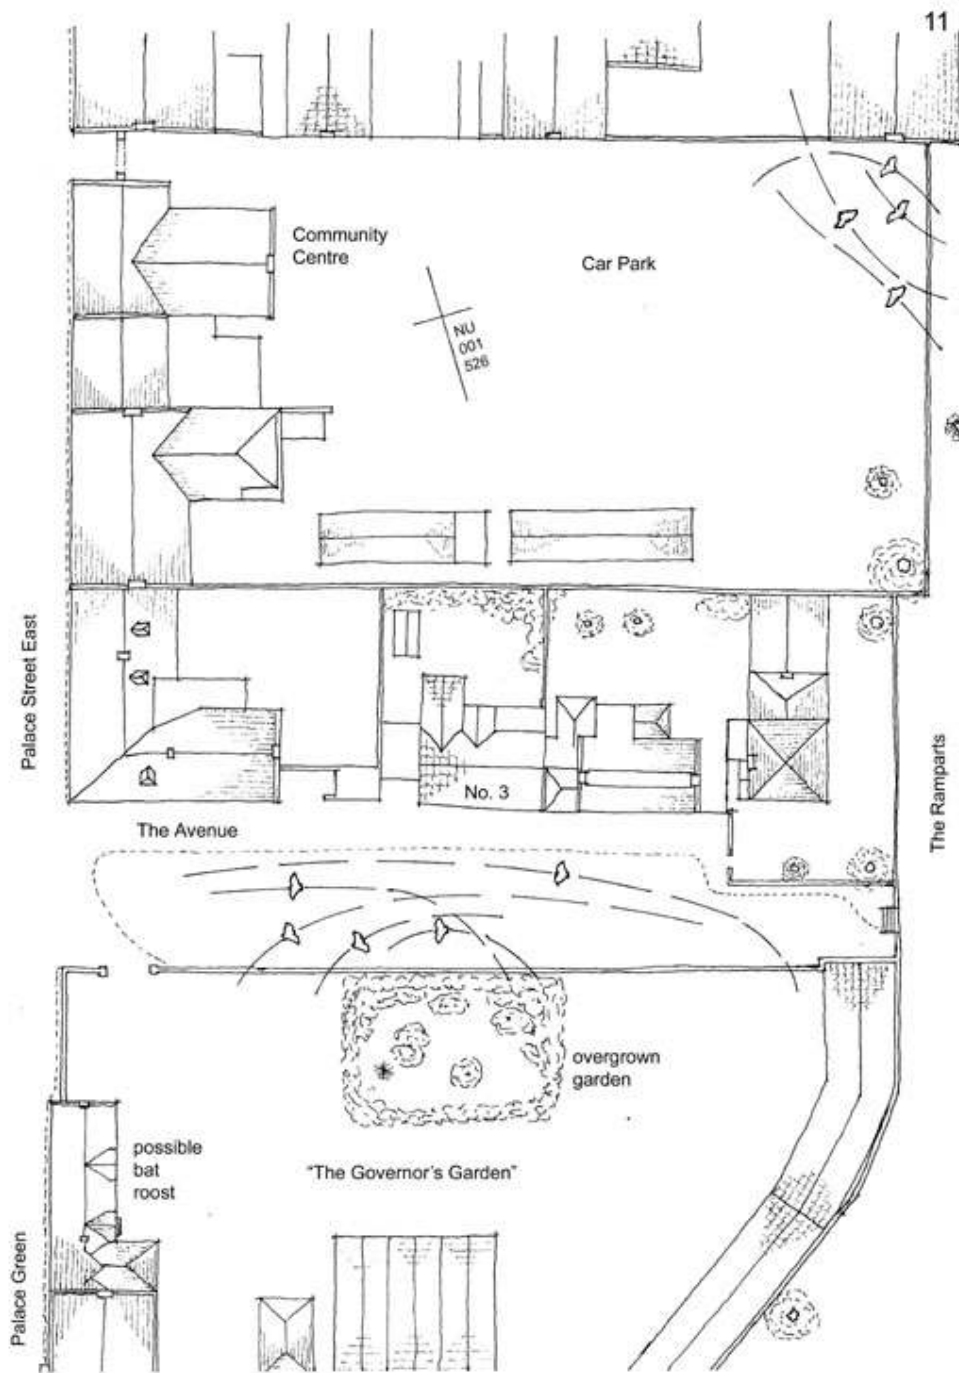 11
Community
Centre
Car Park
NU
001
526
Palace Street East
No. 3
The Avenue
The Ramparts
overgrown
garden
possible
bat
roost
"The Governor's Garden"
Palace Green